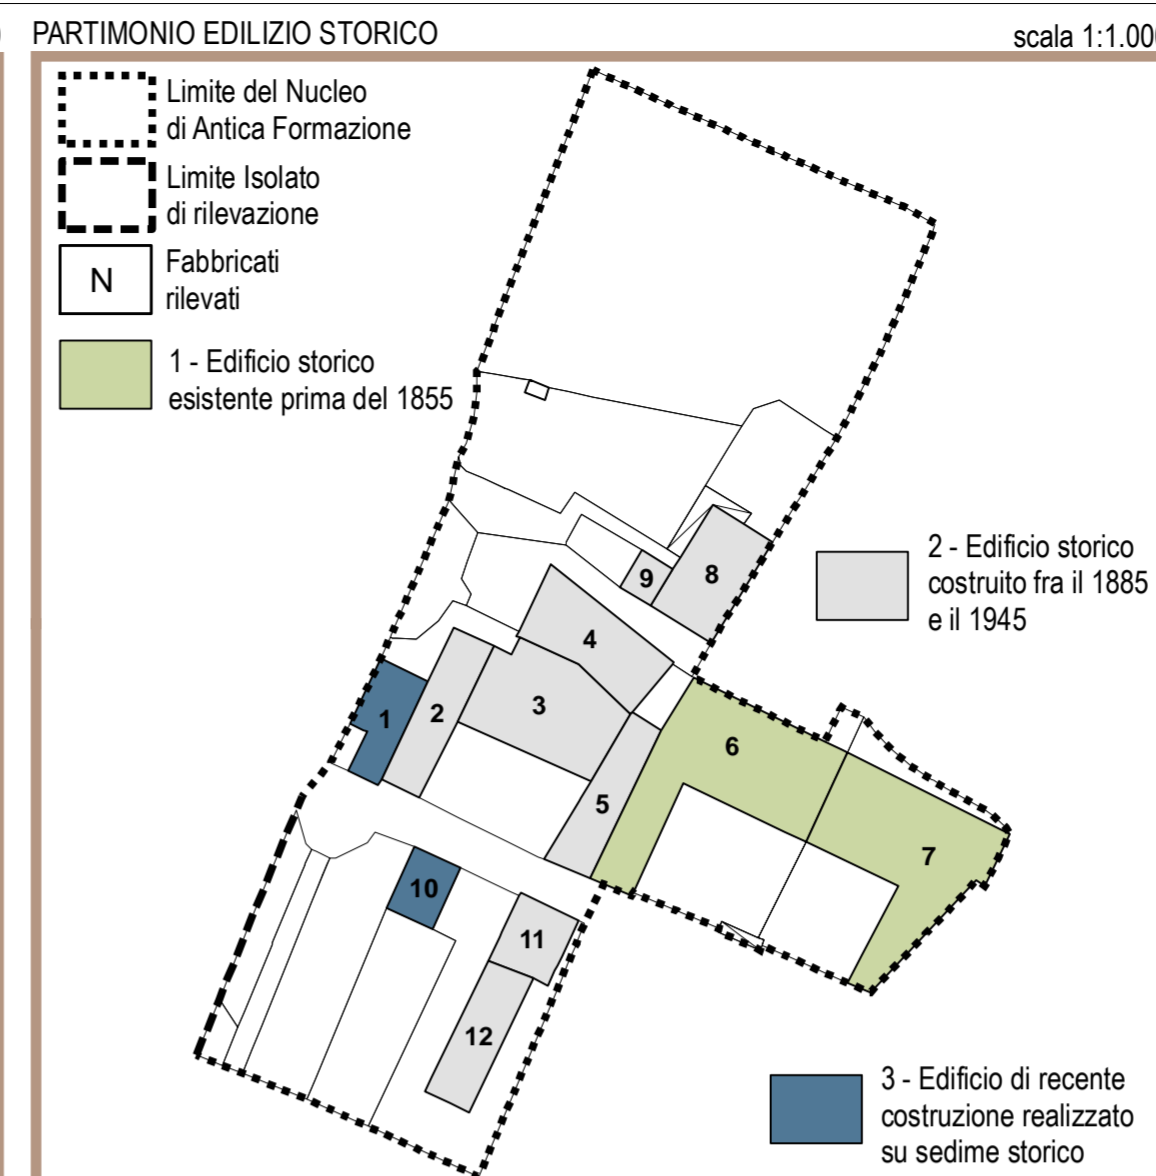 PARTIMONIO EDILIZIO STORICO
scala 1:1.000
Limite del Nucleo
di Antica Formazione
Limite Isolato
di rilevazione
N
Fabbricati
rilevati
1 - Edificio storico
esistente prima del 1855
2 - Edificio storico
costruito fra il 1885
e il 1945
9
8
4
1
2
3
6
5
7
10
11
12
3 - Edificio di recente
costruzione realizzato
su sedime storico